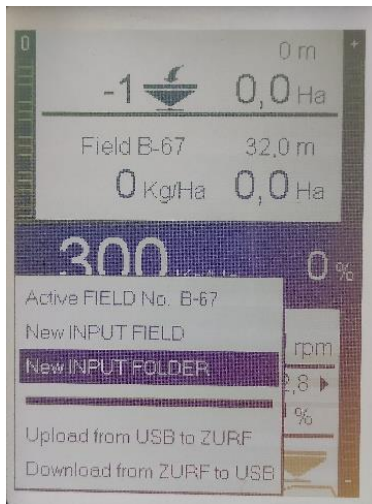 0 0 m +
-1 0,0 Ha
Field B-67 32,0 m
0 Kg/Ha 0,0 Ha
300 0 %
Active FIELD No. B-67
New INPUT FIELD
rpm
New INPUT FOLDER
2,8
%
Upload from USB to ZURF
Download from ZURF to USB
-